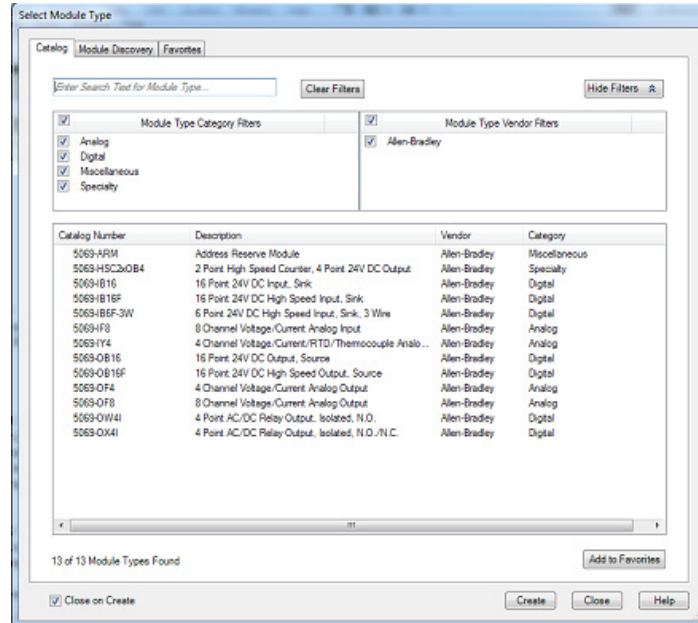 Select Module Type
Catalog Module Discovery Favorites
Enter Search Text for Module Type...
Clear Filters
Hide Filters
Module Type Category Filters
Module Type Vendor Filters
Analog
Allen-Bradley
Digital
Miscellaneous
Specialty
Catalog Number Description Vendor Category
5069-ARM Address Reserve Module Allen-Bradley Miscellaneous
5069-HSC2xOB4 2 Point High Speed Counter, 4 Point 24V DC Output Allen-Bradley Specialty
5069-IB16 16 Point 24V DC Input, Sink Allen-Bradley Digital
5069-IB16F 16 Point 24V DC High Speed Input, Sink Allen-Bradley Digital
5069-IB6F-3W 6 Point 24V DC High Speed Input, Sink, 3 Wire Allen-Bradley Digital
5069-IF8 8 Channel Voltage/Current Analog Input Allen-Bradley Analog
5069-IY4 4 Channel Voltage/Current/RTD/Thermocouple Analo... Allen-Bradley Analog
5069-OB16 16 Point 24V DC Output, Source Allen-Bradley Digital
5069-OB16F 16 Point 24V DC High Speed Output, Source Allen-Bradley Digital
5069-OF4 4 Channel Voltage/Current Analog Output Allen-Bradley Analog
5069-OF8 8 Channel Voltage/Current Analog Output Allen-Bradley Analog
5069-OW4I 4 Point AC/DC Relay Output, Isolated, N.O. Allen-Bradley Digital
5069-OX4I 4 Point AC/DC Relay Output, Isolated, N.O./N.C. Allen-Bradley Digital
13 of 13 Module Types Found
Add to Favorites
Close on Create
Create Close Help